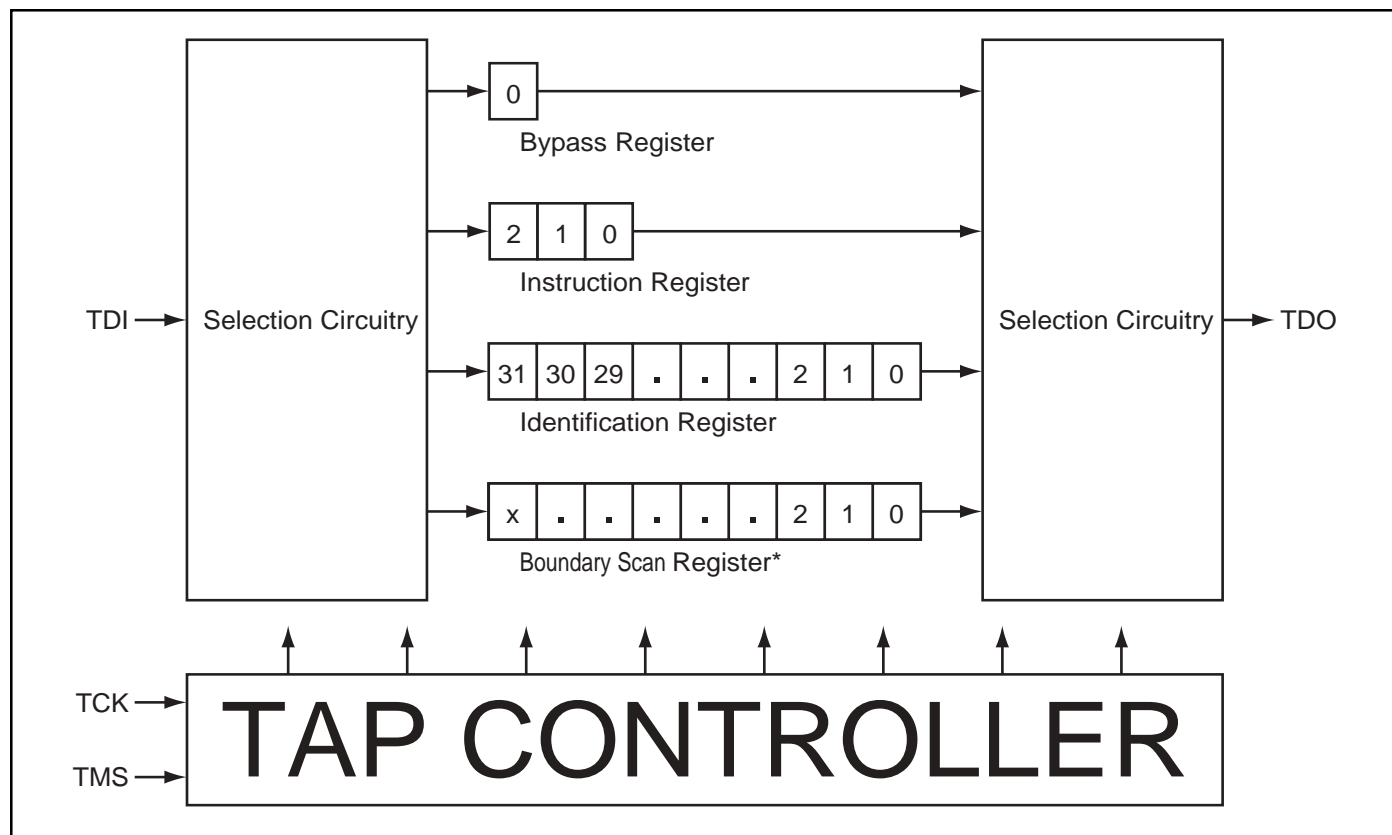 0
Bypass Register
2 1 0
Instruction Register
TDI
Selection Circuitry
Selection Circuitry
TDO
31 30 29 . . . 2 1 0
Identification Register
x . . . . . 2 1 0
Boundary Scan Register*
TCK
TMS
TAP CONTROLLER